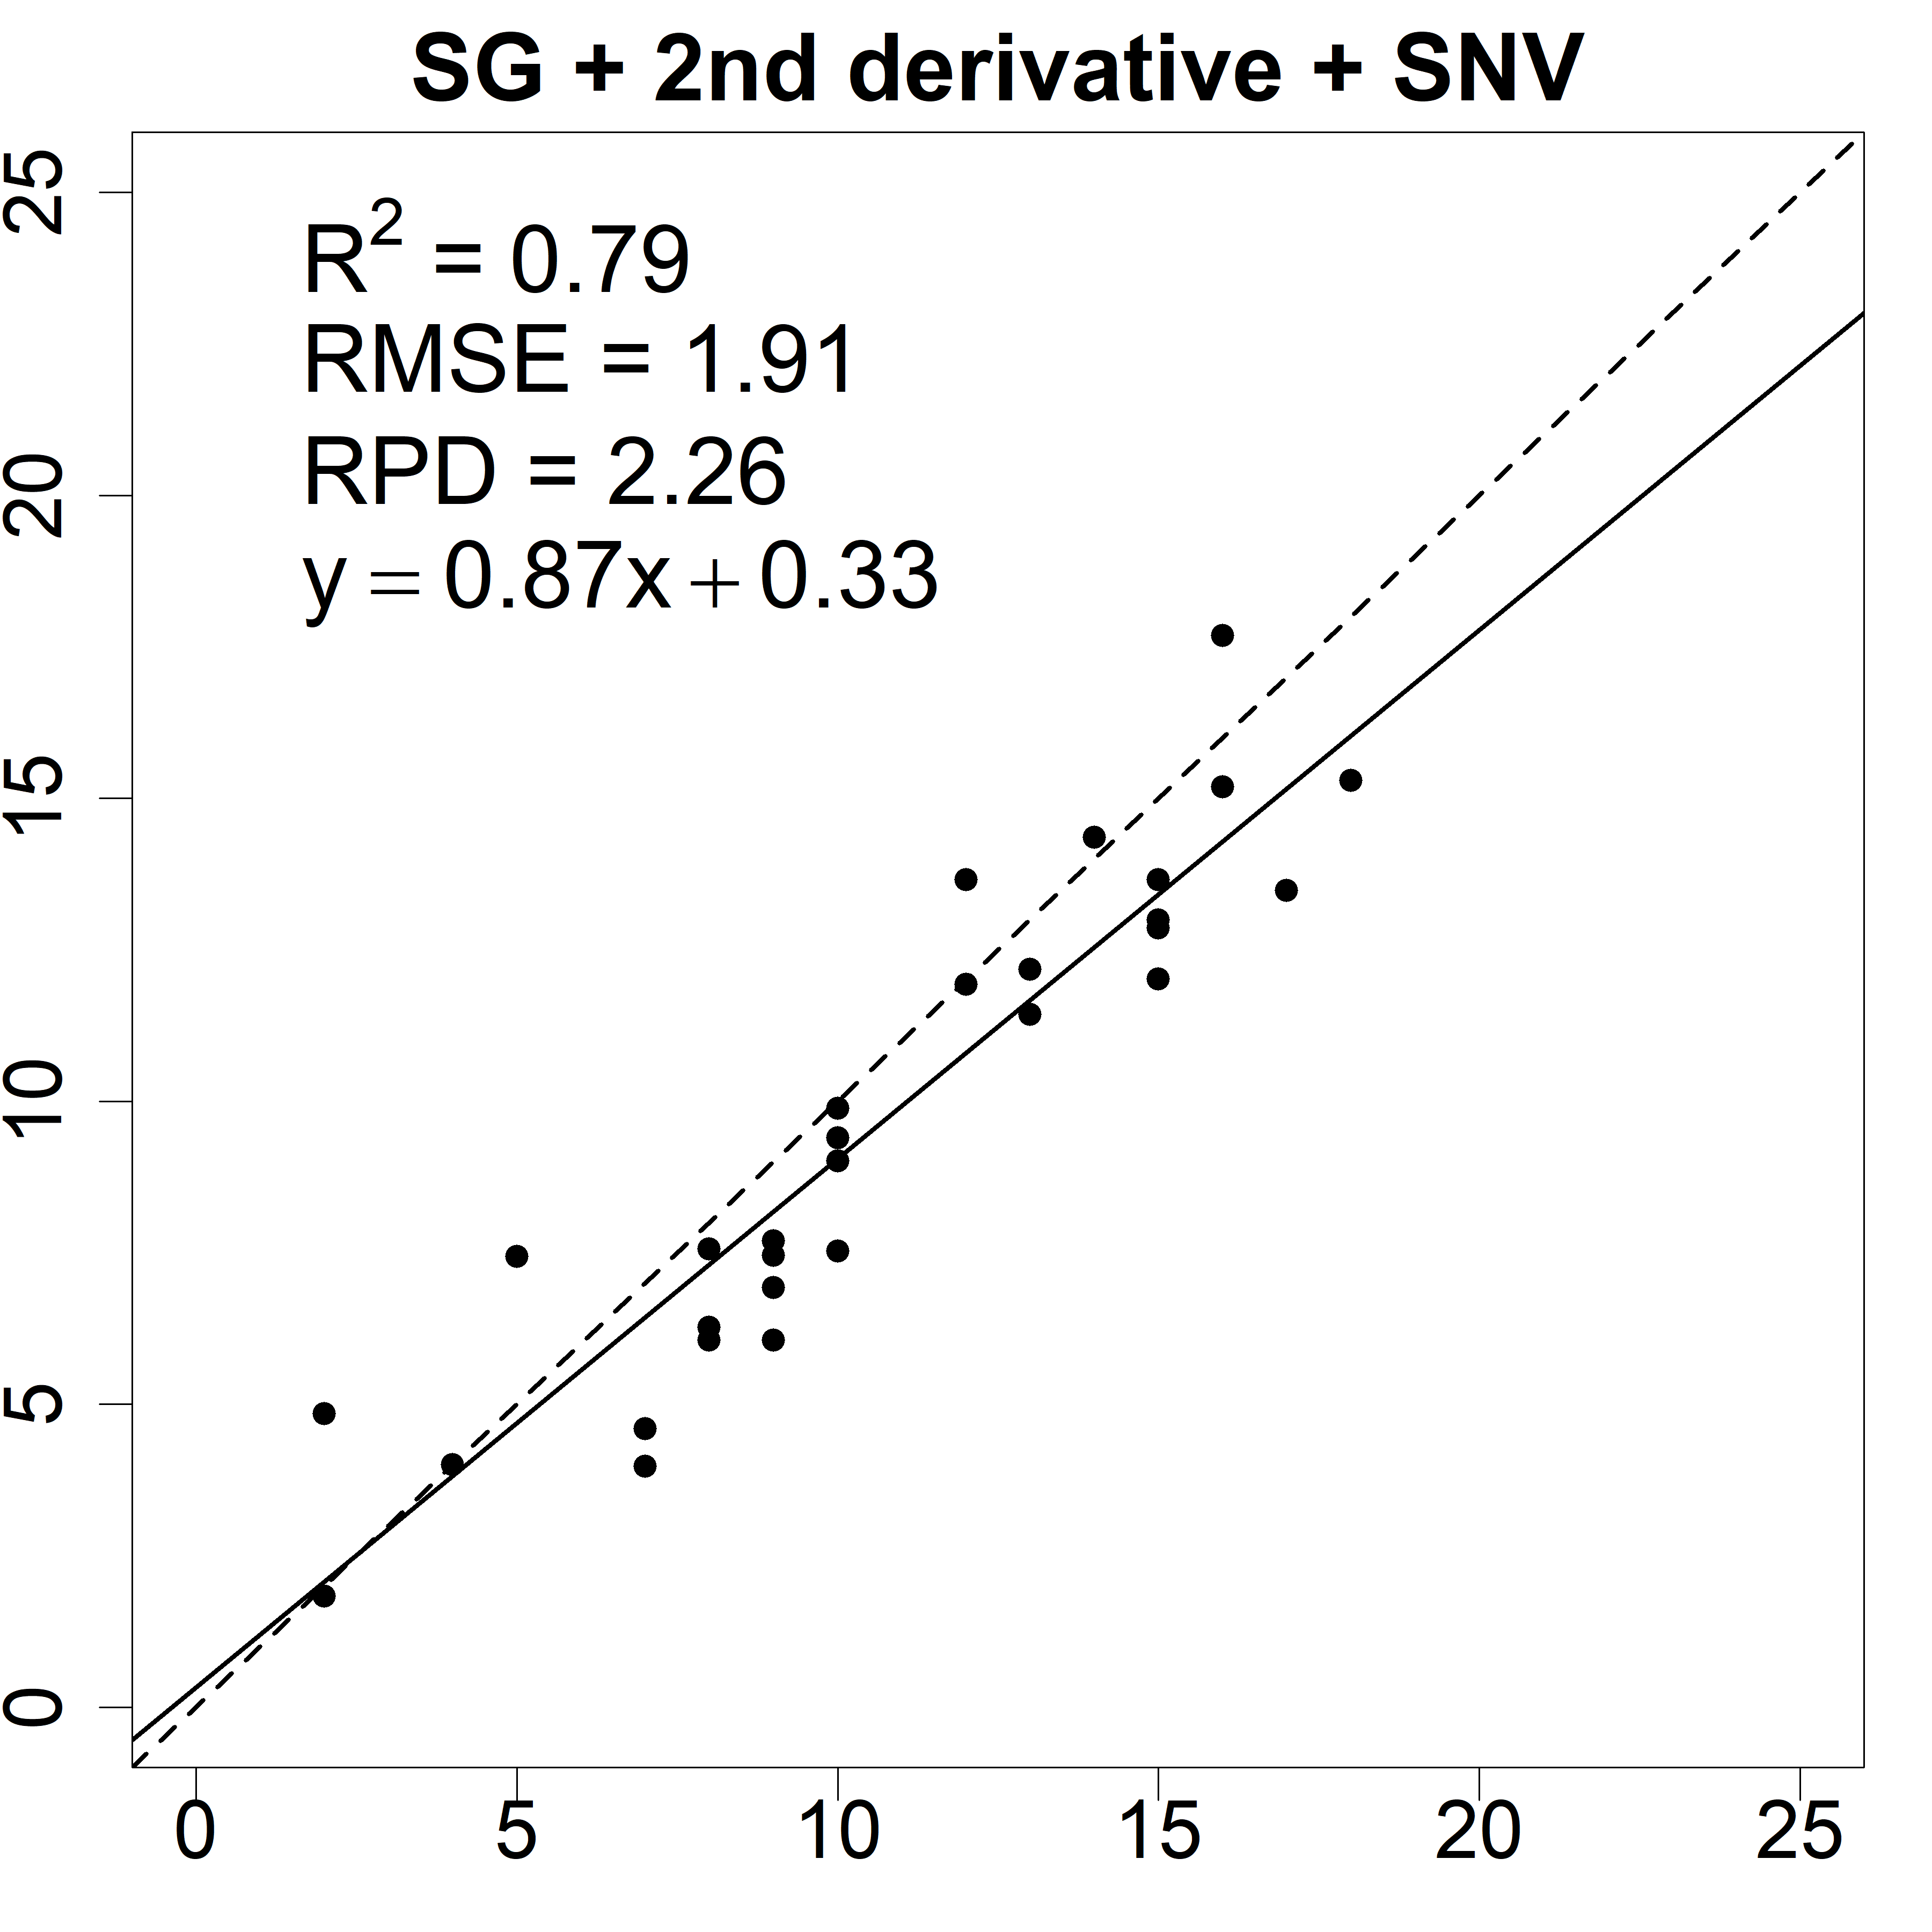 SG + 2nd derivative + SNV
25
20
15
10
5
0
R² = 0.79
RMSE = 1.91
RPD = 2.26
y = 0.87x + 0.33
0 5 10 15 20 25